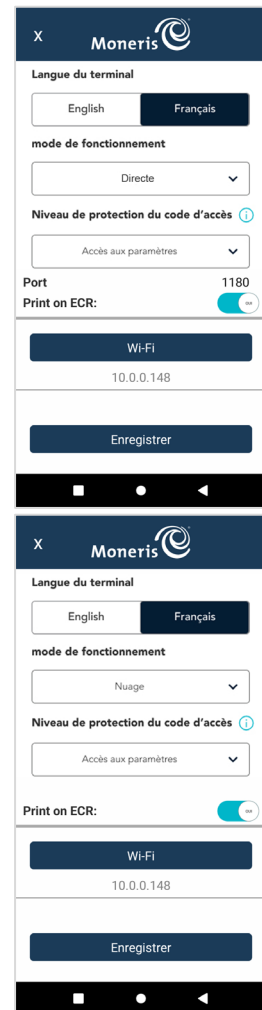 X Moneris
Langue du terminal
English Français
mode de fonctionnement
Directe
Niveau de protection du code d'accès i
Accès aux paramètres
Port 1180
Print on ECR: OUI
Wi-Fi
10.0.0.148
Enregistrer
X Moneris
Langue du terminal
English Français
mode de fonctionnement
Nuage
Niveau de protection du code d'accès i
Accès aux paramètres
Print on ECR: OUI
Wi-Fi
10.0.0.148
Enregistrer